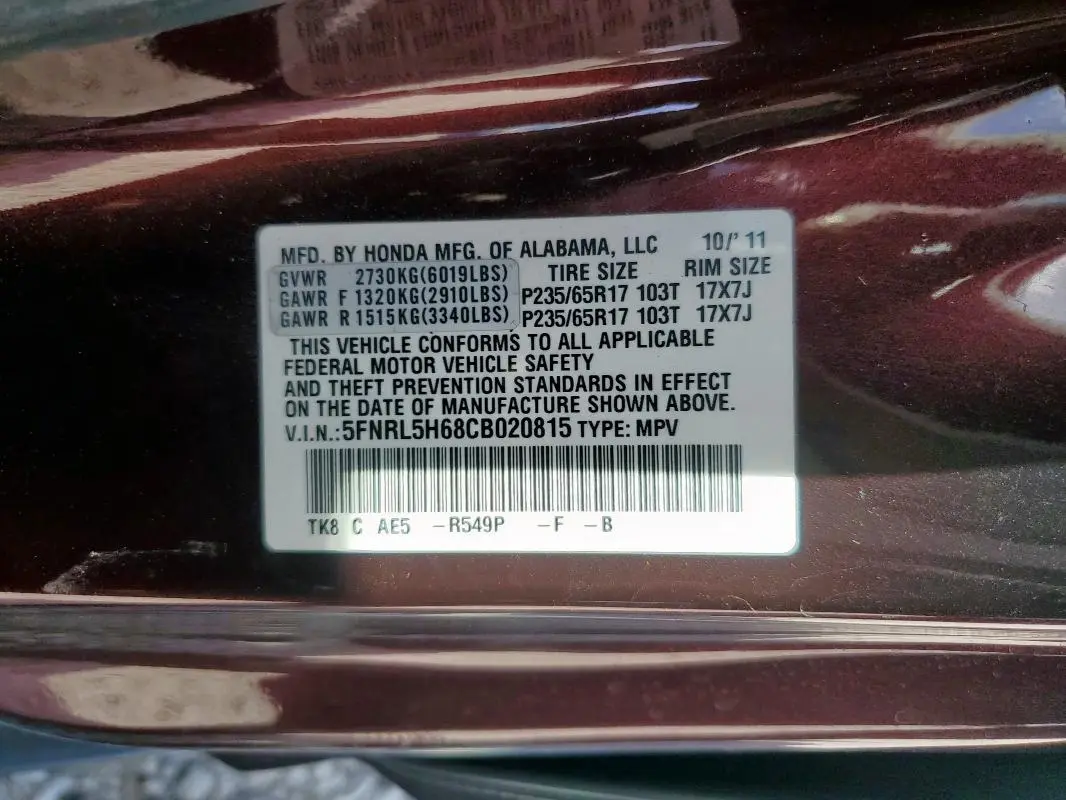 MFD. BY HONDA MFG. OF ALABAMA, LLC 10/'11
GVWR 2730KG(6019LBS) TIRE SIZE RIM SIZE
GAWR F 1320KG(2910LBS) P235/65R17 103T 17X7J
GAWR R 1515KG(3340LBS) P235/65R17 103T 17X7J
THIS VEHICLE CONFORMS TO ALL APPLICABLE
FEDERAL MOTOR VEHICLE SAFETY
AND THEFT PREVENTION STANDARDS IN EFFECT
ON THE DATE OF MANUFACTURE SHOWN ABOVE.
V.I.N.:5FNRL5H68CB020815 TYPE: MPV
TK8 C AE5 -R549P -F -B